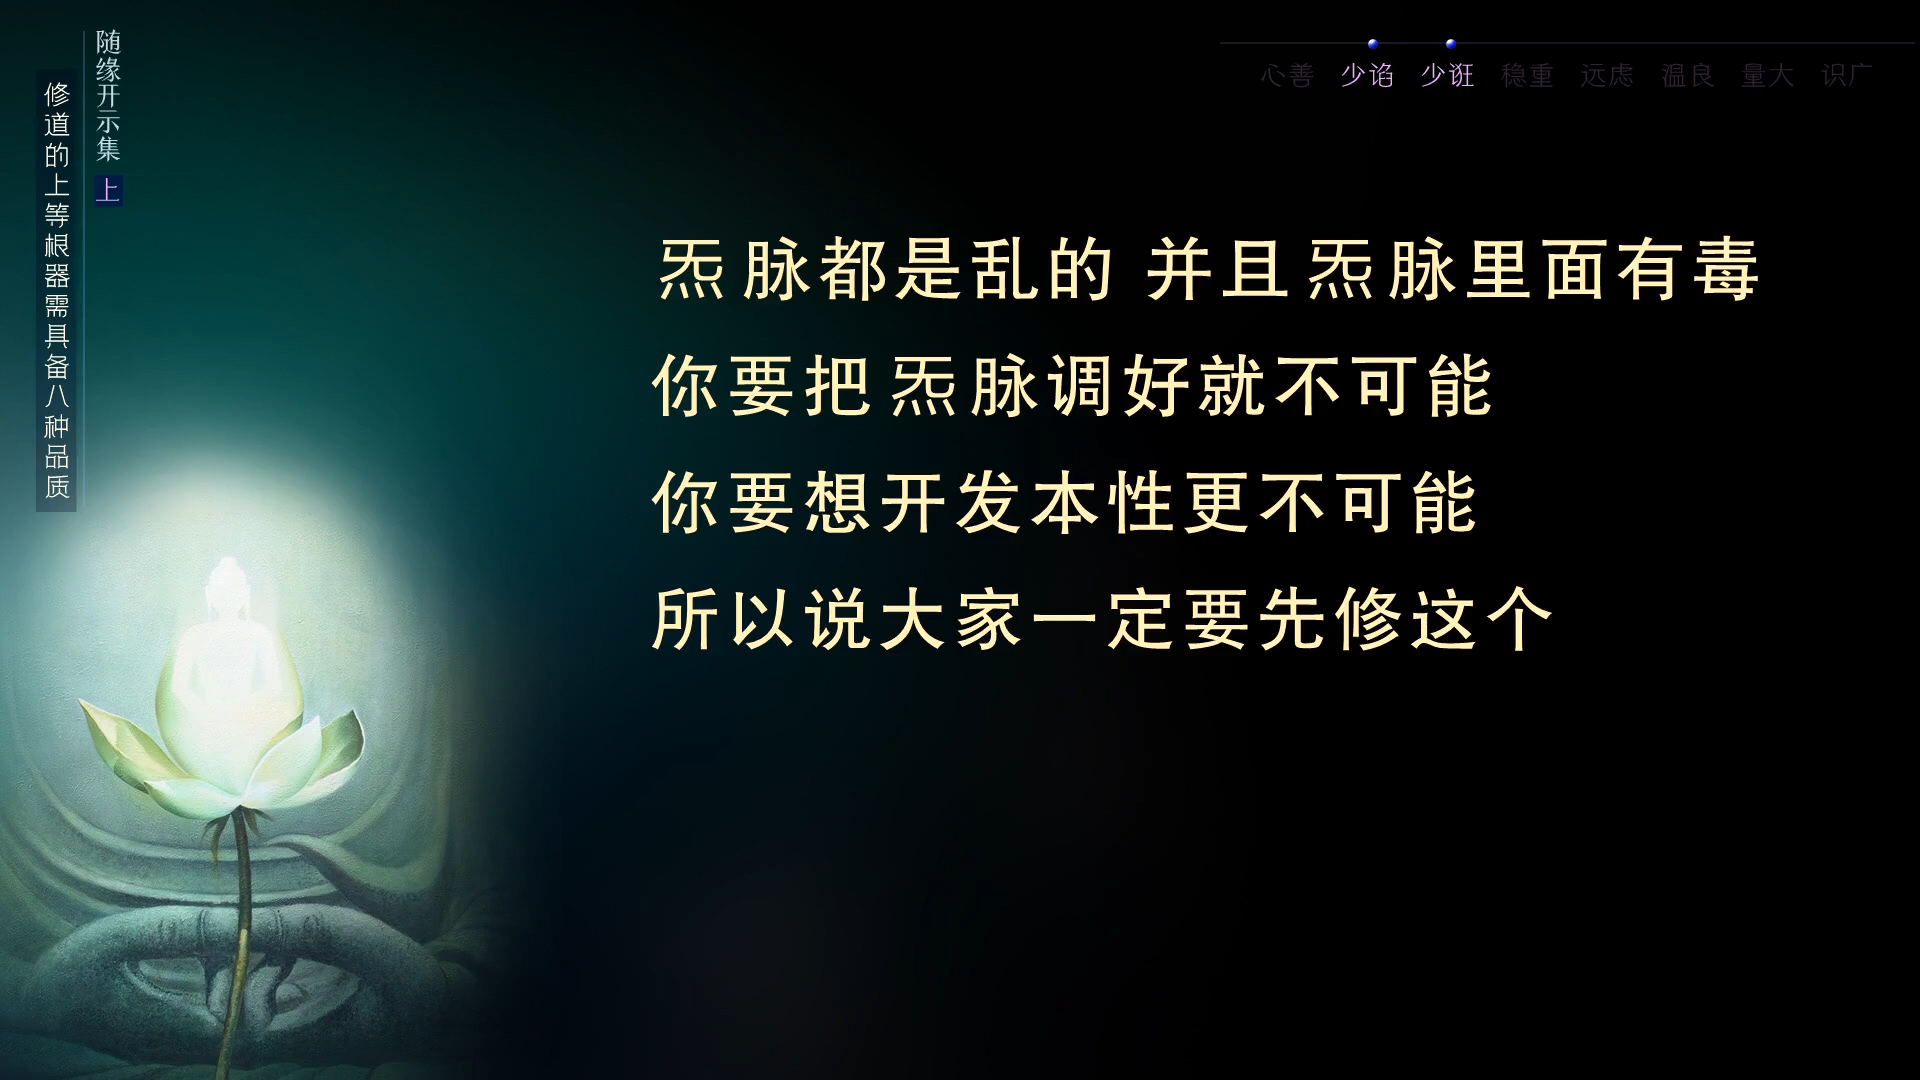 随缘开示集 上
修道的上等根器需具备八种品质
心善 少谄 少诳 稳重 远虑 温良 量大 识广
炁脉都是乱的 并且炁脉里面有毒
你要把炁脉调好就不可能
你要想开发本性更不可能
所以说大家一定要先修这个